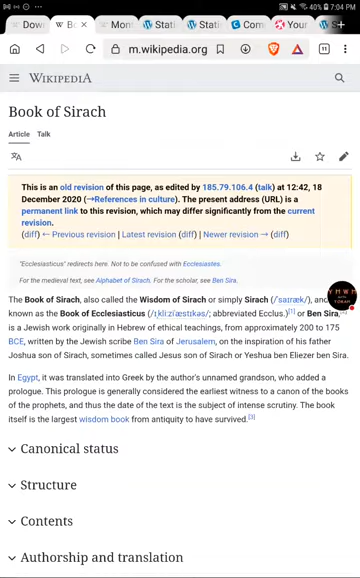 40% 7:04 PM
Dow
Bo
Mont
Stati
Stati
Com
Your
S
m.wikipedia.org
11
WIKIPEDIA
Book of Sirach
Article Talk
This is an old revision of this page, as edited by 185.79.106.4 (talk) at 12:42, 18
December 2020 (→References in culture). The present address (URL) is a
permanent link to this revision, which may differ significantly from the current
revision.
(diff) ← Previous revision | Latest revision (diff) | Newer revision → (diff)
"Ecclesiasticus" redirects here. Not to be confused with Ecclesiastes.
For the medieval text, see Alphabet of Sirach. For the scholar, see Ben Sira.
YMWM
YORAM
The Book of Sirach, also called the Wisdom of Sirach or simply Sirach (/ˈsaɪræk/), and
known as the Book of Ecclesiasticus (/ɪˌkliːziˈæstɪkəs/; abbreviated Ecclus.)[1] or Ben Sira,
is a Jewish work originally in Hebrew of ethical teachings, from approximately 200 to 175
BCE, written by the Jewish scribe Ben Sira of Jerusalem, on the inspiration of his father
Joshua son of Sirach, sometimes called Jesus son of Sirach or Yeshua ben Eliezer ben Sira.
In Egypt, it was translated into Greek by the author's unnamed grandson, who added a
prologue. This prologue is generally considered the earliest witness to a canon of the books
of the prophets, and thus the date of the text is the subject of intense scrutiny. The book
itself is the largest wisdom book from antiquity to have survived.[3]
Canonical status
Structure
Contents
Authorship and translation